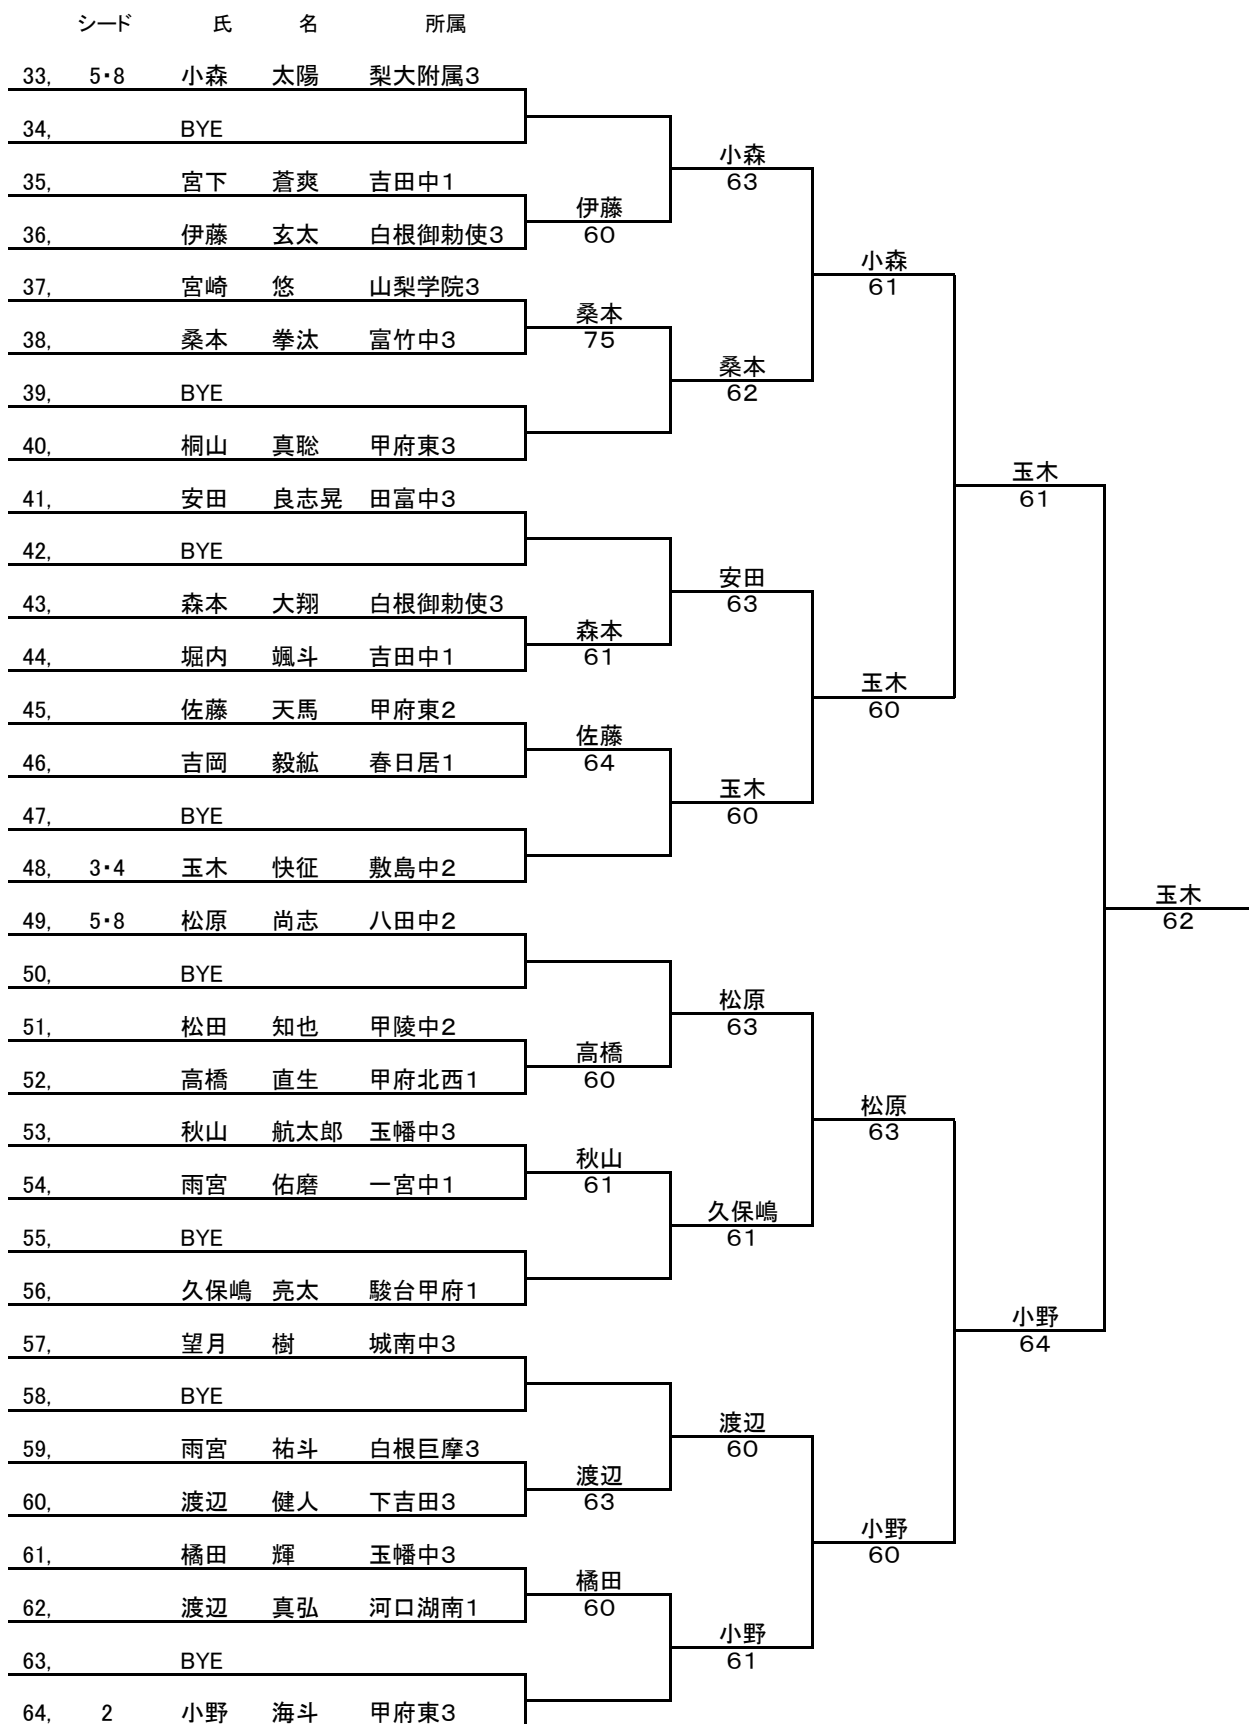 シード 氏 名 所属
33, 5・8 小森 太陽 梨大附属3
34, BYE
小森
35, 宮下 蒼爽 吉田中1 63
伊藤
36, 伊藤 玄太 白根御勅使3 60
小森
37, 宮崎 悠 山梨学院3 61
桑本
38, 桑本 拳汰 富竹中3 75
桑本
39, BYE 62
40, 桐山 真聡 甲府東3
玉木
41, 安田 良志晃 田富中3 61
42, BYE
安田
43, 森本 大翔 白根御勅使3 63
森本
44, 堀内 颯斗 吉田中1 61
玉木
45, 佐藤 天馬 甲府東2 60
佐藤
46, 吉岡 毅紘 春日居1 64
玉木
47, BYE 60
48, 3・4 玉木 快征 敷島中2
玉木
49, 5・8 松原 尚志 八田中2 62
50, BYE
松原
51, 松田 知也 甲陵中2 63
高橋
52, 高橋 直生 甲府北西1 60
松原
53, 秋山 航太郎 玉幡中3 63
秋山
54, 雨宮 佑磨 一宮中1 61
久保嶋
55, BYE 61
56, 久保嶋 亮太 駿台甲府1
小野
57, 望月 樹 城南中3 64
58, BYE
渡辺
59, 雨宮 祐斗 白根巨摩3 60
渡辺
60, 渡辺 健人 下吉田3 63
小野
61, 橘田 輝 玉幡中3 60
橘田
62, 渡辺 真弘 河口湖南1 60
小野
63, BYE 61
64, 2 小野 海斗 甲府東3